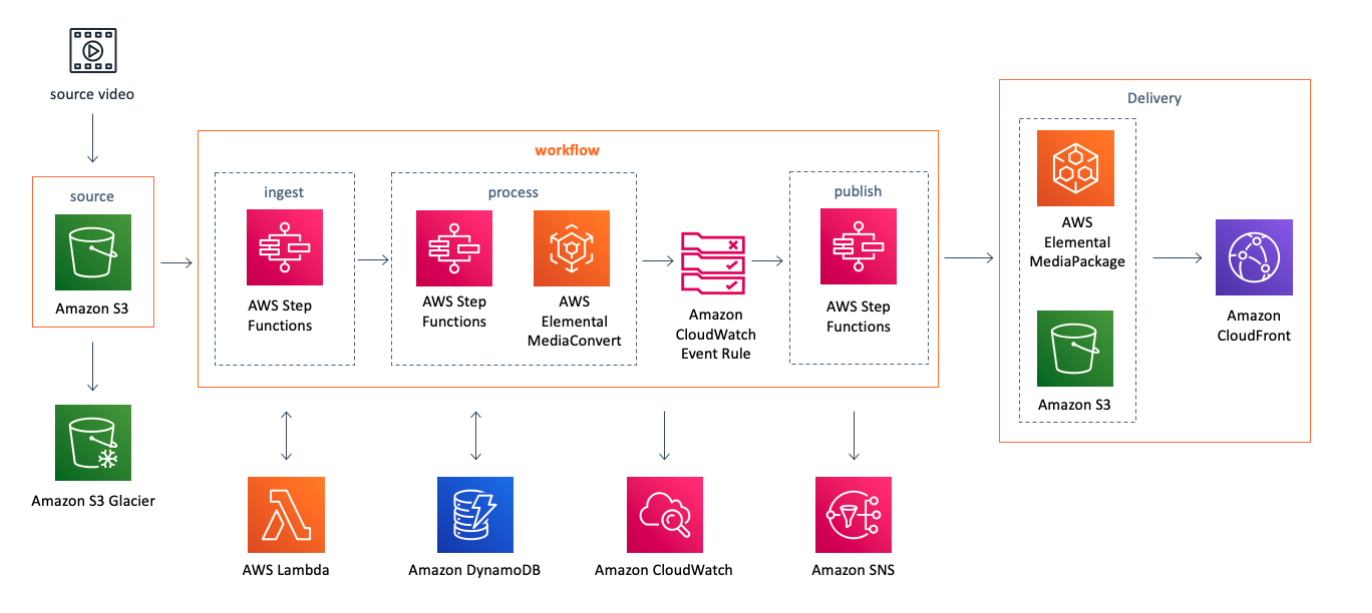 source video
source
Amazon S3
Amazon S3 Glacier
workflow
ingest
AWS Step
Functions
process
AWS Step
Functions
AWS
Elemental
MediaConvert
Amazon
CloudWatch
Event Rule
publish
AWS Step
Functions
AWS Lambda
Amazon DynamoDB
Amazon CloudWatch
Amazon SNS
Delivery
AWS
Elemental
MediaPackage
Amazon S3
Amazon
CloudFront